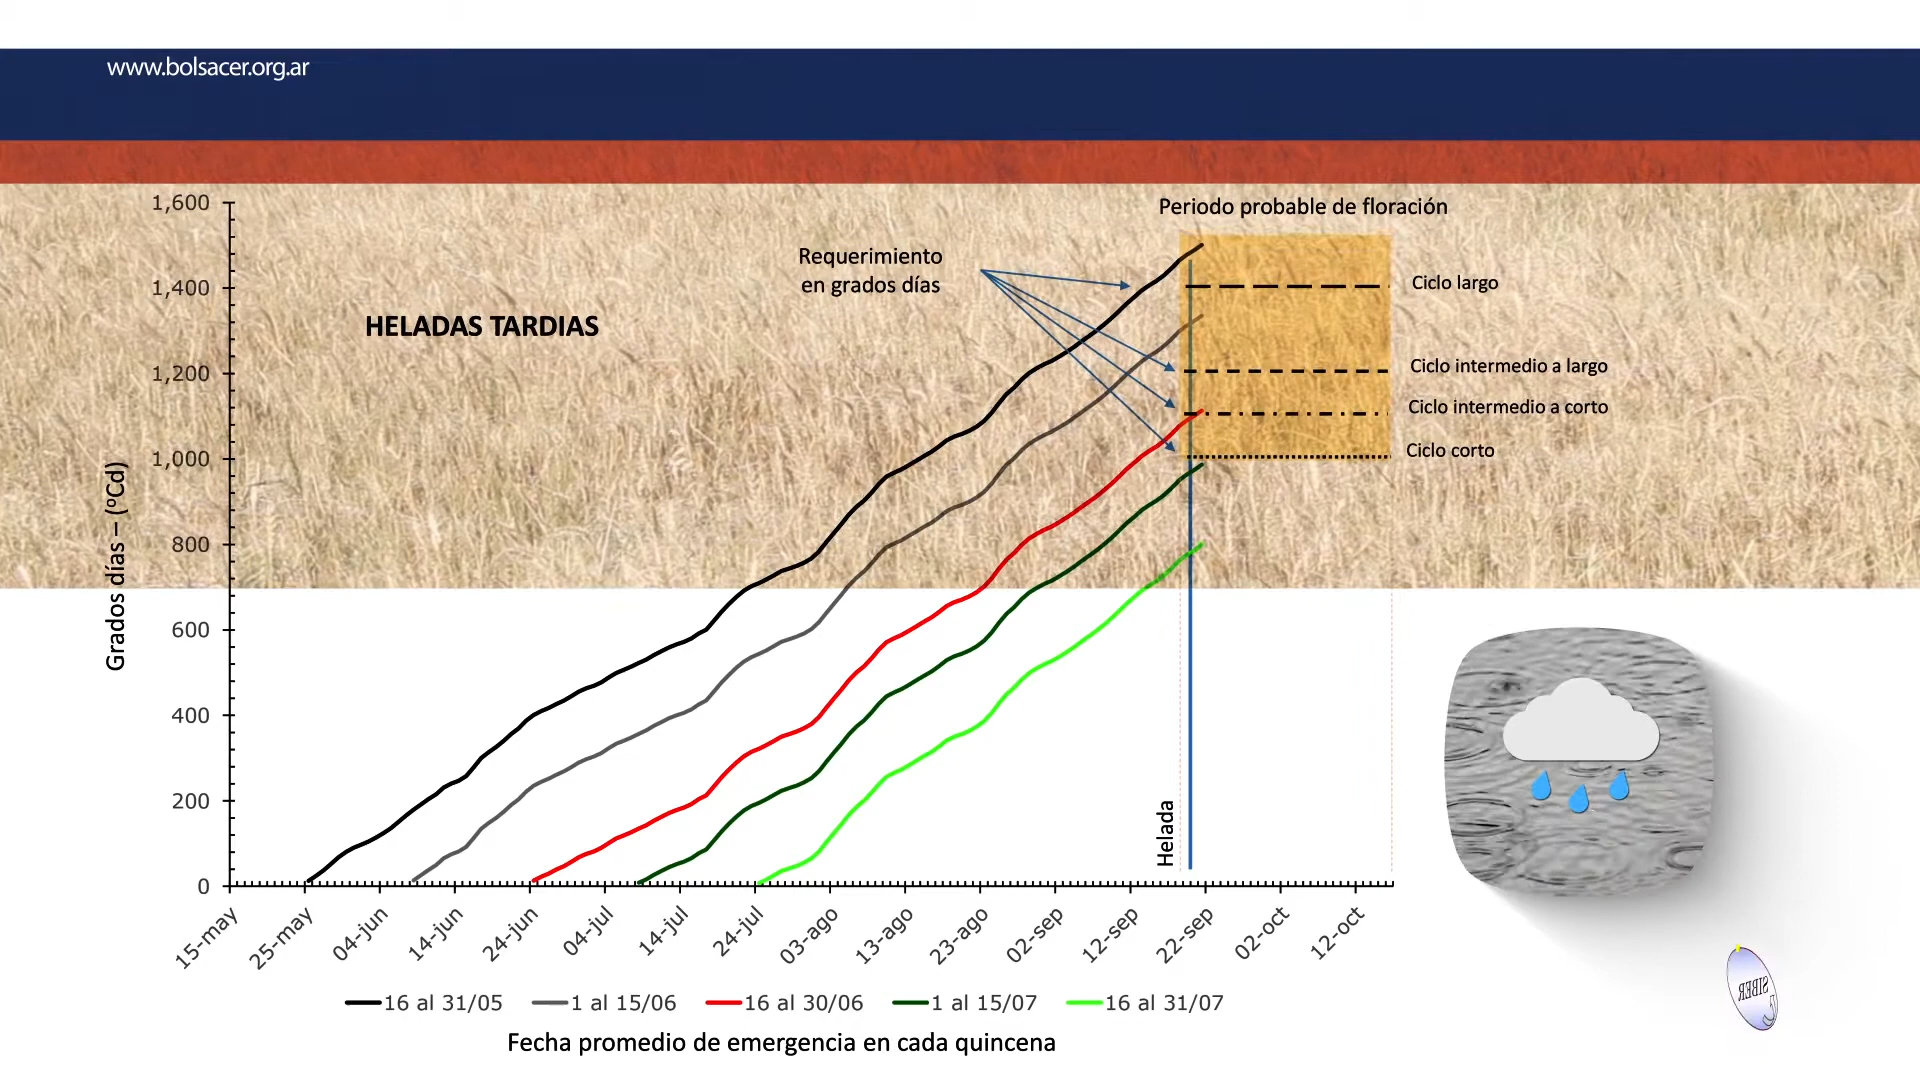 www.bolsacer.org.ar
1,600
1,400
1,200
1,000
800
600
400
200
0
Grados días – (ºCd)
HELADAS TARDIAS
Requerimiento
en grados días
Periodo probable de floración
Ciclo largo
Ciclo intermedio a largo
Ciclo intermedio a corto
Ciclo corto
Helada
15-may
25-may
04-jun
14-jun
24-jun
04-jul
14-jul
24-jul
03-ago
13-ago
23-ago
02-sep
12-sep
22-sep
02-oct
12-oct
16 al 31/05
1 al 15/06
16 al 30/06
1 al 15/07
16 al 31/07
Fecha promedio de emergencia en cada quincena
SIBER